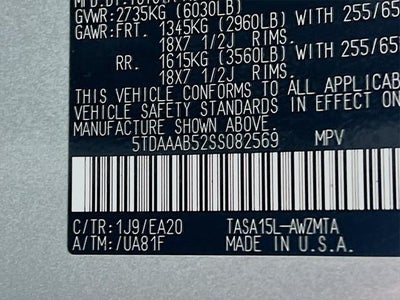 GVWR: 2735KG (6030LB)
GAWR: FRT. 1345KG (2960LB) WITH 255/65
18X7 1/2J RIMS.
RR. 1615KG (3560LB) WITH 255/65
18X7 1/2J RIMS.
THIS VEHICLE CONFORMS TO ALL APPLICAB
VEHICLE SAFETY STANDARDS IN EFFECT ON
MANUFACTURE SHOWN ABOVE.
5TDAAAB52SS082569 MPV
C/TR: 1J9/EA20 TASA15L-AWZMTA
A/TM: /UA81F MADE IN U.S.A.